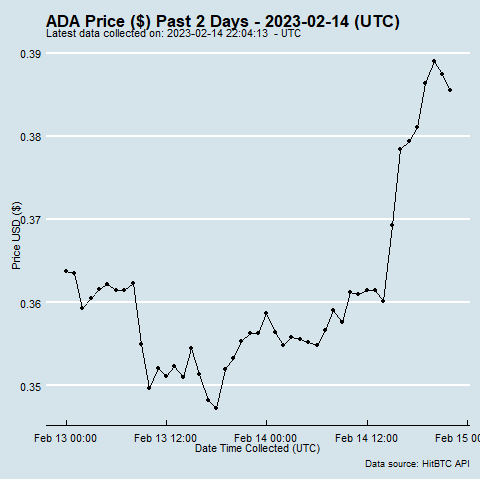 ADA Price ($) Past 2 Days - 2023-02-14 (UTC)
Latest data collected on: 2023-02-14 22:04:13 - UTC
0.39
0.38
0.37
0.36
0.35
Price USD ($)
Feb 13 00:00 Feb 13 12:00 Feb 14 00:00 Feb 14 12:00 Feb 15 00:00
Date Time Collected (UTC)
Data source: HitBTC API